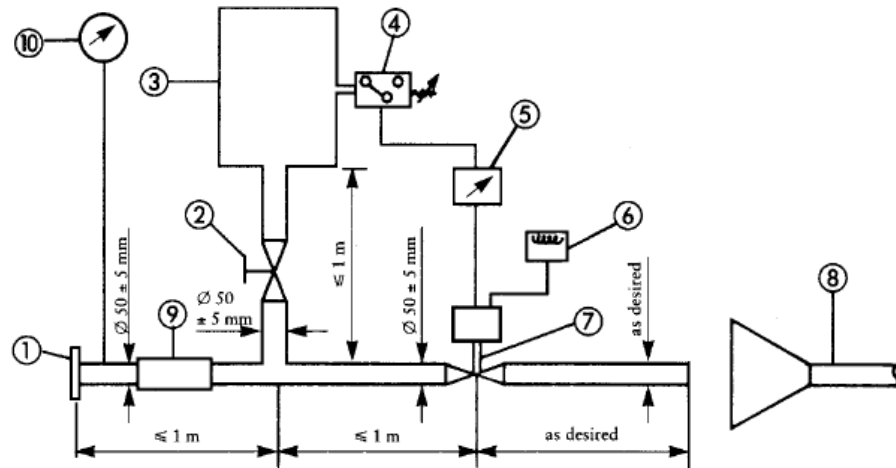 ⑩
④
③
⑤
②
⑥
Ø 50 ± 5 mm
Ø 50
± 5 mm
≤ 1 m
Ø 50 ± 5 mm
as desired
⑦
⑧
⑨
①
≤ 1 m
≤ 1 m
as desired